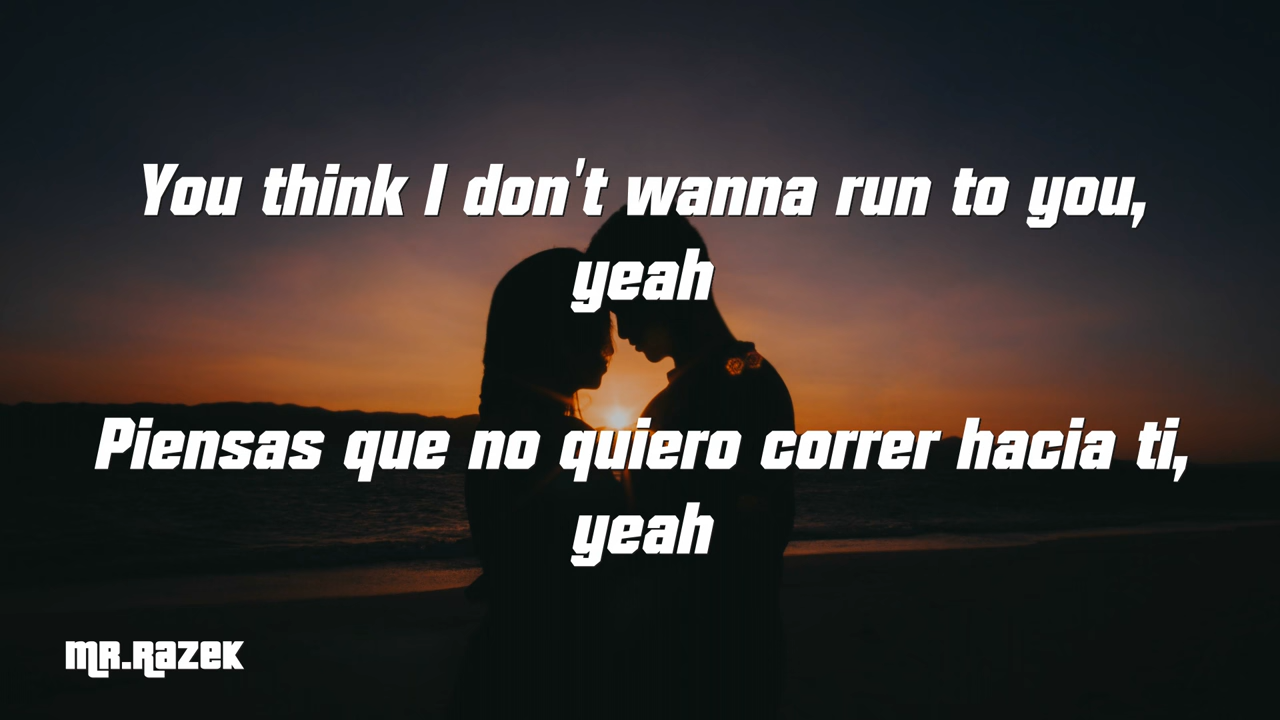 You think I don't wanna run to you,
yeah
Piensas que no quiero correr hacia ti,
yeah
MR.RAZEK